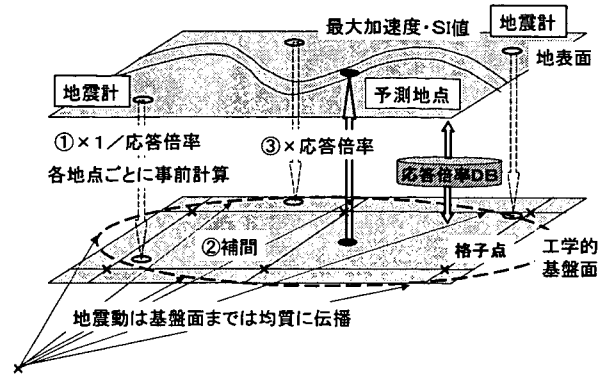 最大加速度・SI値
地震計
地表面
地震計
予測地点
①×1／応答倍率
③×応答倍率
各地点ごとに事前計算
応答倍率DB
②補間
格子点
工学的
基盤面
地震動は基盤面までは均質に伝播